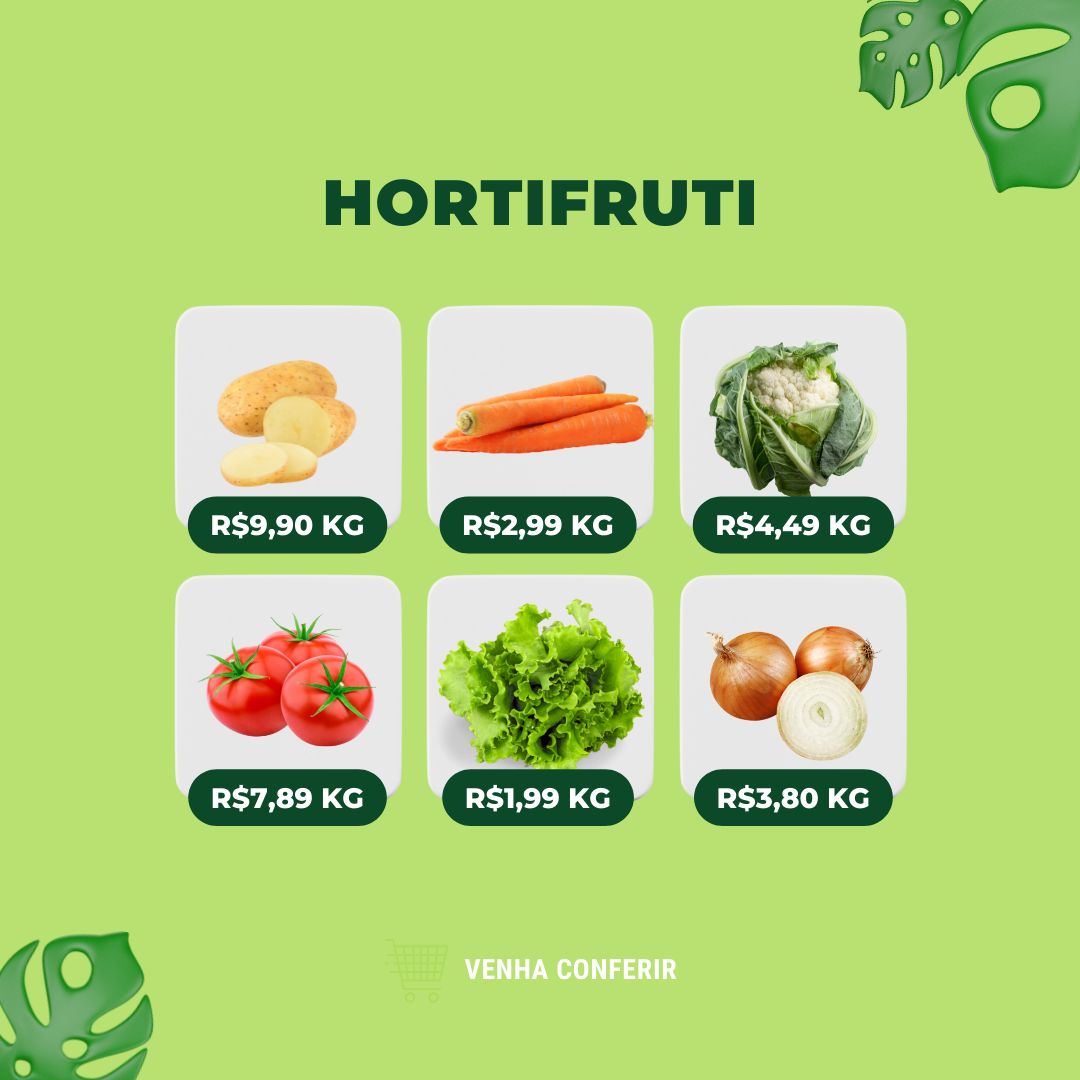 HORTIFRUTI
R$9,90 KG
R$2,99 KG
R$4,49 KG
R$7,89 KG
R$1,99 KG
R$3,80 KG
VENHA CONFERIR